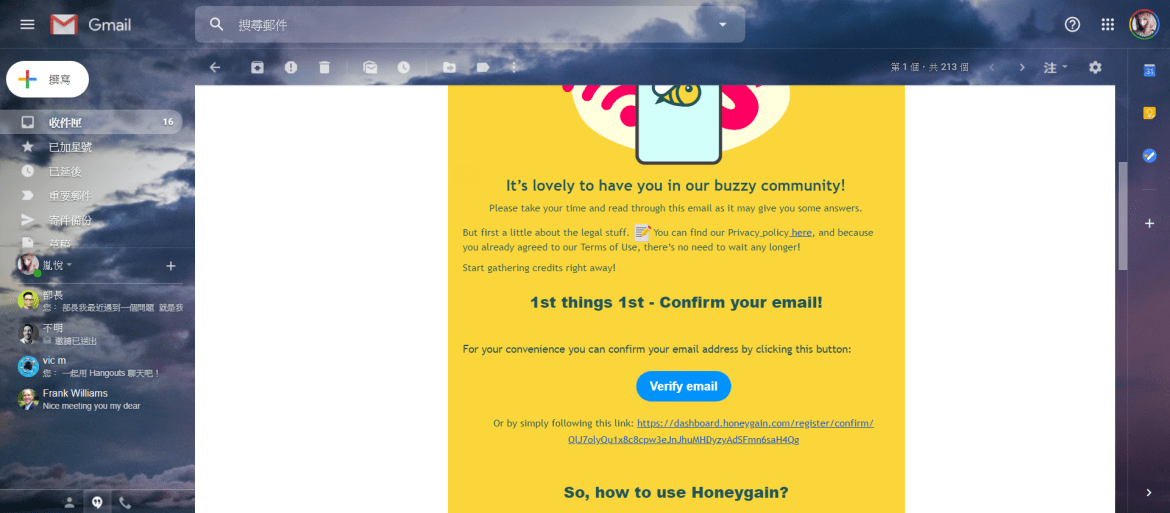 Gmail
搜尋郵件
撰寫
第 1 個，共 213 個
注
收件匣 16
已加星號
已延後
重要郵件
寄件備份
草稿
胤悅
部長
您： 部長我最近遇到一個問題 就是我
不明
邀請已送出
vic m
您： 一起用 Hangouts 聊天吧！
Frank Williams
Nice meeting you my dear
It's lovely to have you in our buzzy community!
Please take your time and read through this email as it may give you some answers.
But first a little about the legal stuff. You can find our Privacy policy here, and because
you already agreed to our Terms of Use, there's no need to wait any longer!
Start gathering credits right away!
1st things 1st - Confirm your email!
For your convenience you can confirm your email address by clicking this button:
Verify email
Or by simply following this link: https://dashboard.honeygain.com/register/confirm/
QlJ7olyQu1x8c8cpw3eJnJhuMHDyzyAdSFmn6saH4Qg
So, how to use Honeygain?
31